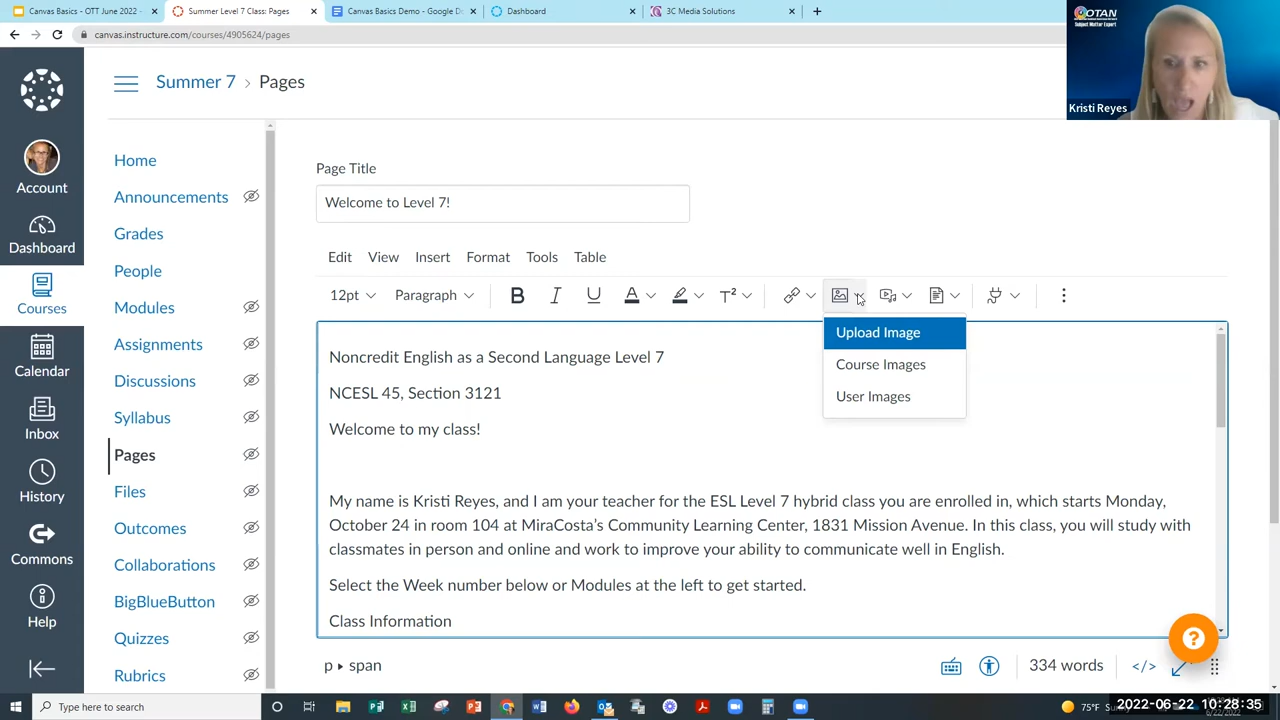 Canvas Basics - OTT June 2022
Summer Level 7 Class: Pages
Canvas Basics Demo - Google D
Dashboard
3C Media Solutions
canvas.instructure.com/courses/4905624/pages
OTAN
Subject Matter Expert
Kristi Reyes
Summer 7 › Pages
Account
Dashboard
Courses
Calendar
Inbox
History
Commons
Help
Home
Announcements
Grades
People
Modules
Assignments
Discussions
Syllabus
Pages
Files
Outcomes
Collaborations
BigBlueButton
Quizzes
Rubrics
Page Title
Welcome to Level 7!
Edit View Insert Format Tools Table
12pt Paragraph B I U A T²
Upload Image
Course Images
User Images
Noncredit English as a Second Language Level 7
NCESL 45, Section 3121
Welcome to my class!
My name is Kristi Reyes, and I am your teacher for the ESL Level 7 hybrid class you are enrolled in, which starts Monday,
October 24 in room 104 at MiraCosta's Community Learning Center, 1831 Mission Avenue. In this class, you will study with
classmates in person and online and work to improve your ability to communicate well in English.
Select the Week number below or Modules at the left to get started.
Class Information
p ▸ span
334 words
</>
?
Type here to search
75°F
2022-06-22 10:28:35